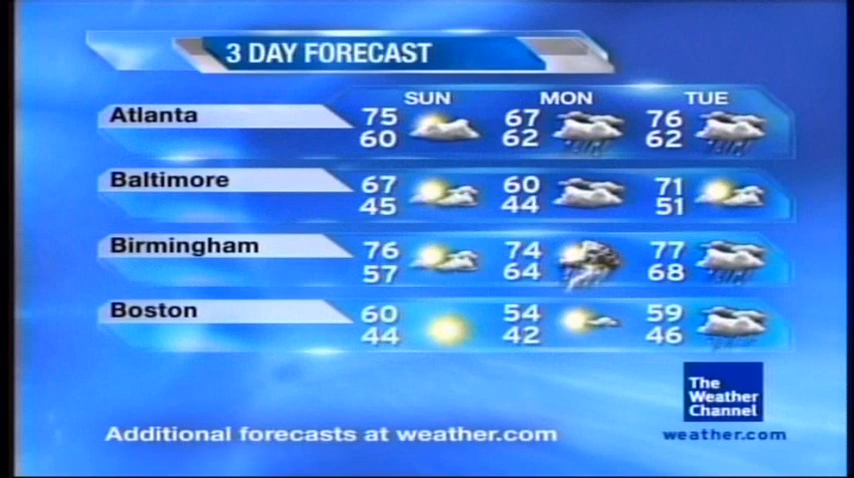 3 DAY FORECAST
SUN MON TUE
Atlanta 75 67 76
60 62 62
Baltimore 67 60 71
45 44 51
Birmingham 76 74 77
57 64 68
Boston 60 54 59
44 42 46
The
Weather
Channel
Additional forecasts at weather.com
weather.com